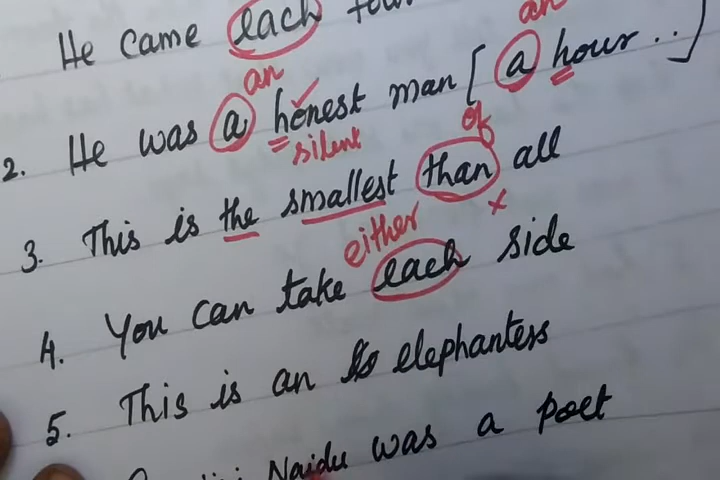 He came each four
an
an
2. He was a honest man [ a hour ..]
silent
of
3. This is the smallest than all
x
either
4. You can take each side
5. This is an elephantess
Naidu was a poet